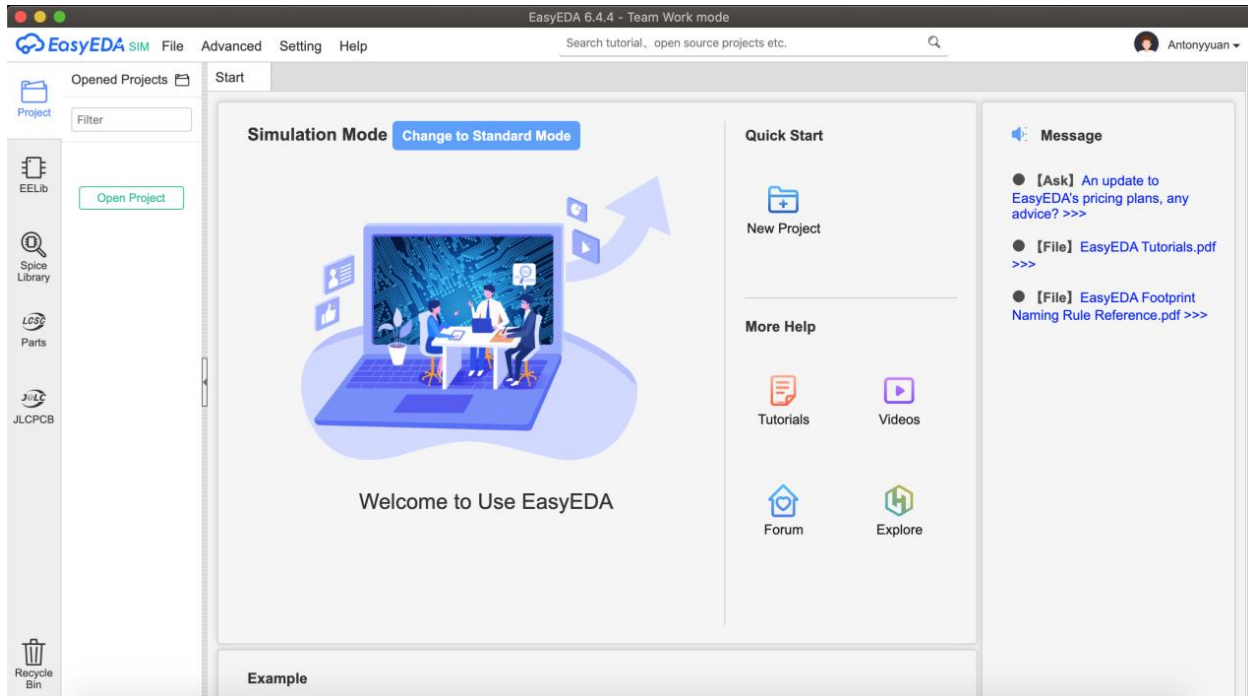 EasyEDA 6.4.4 - Team Work mode
EasyEDA SIM File Advanced Setting Help
Search tutorial、open source projects etc.
Antonyyuan
Project
EELib
Spice
Library
LCSC
Parts
JLC
JLCPCB
Recycle
Bin
Opened Projects
Filter
Open Project
Start
Simulation Mode Change to Standard Mode
Welcome to Use EasyEDA
Quick Start
New Project
More Help
Tutorials
Videos
Forum
Explore
Message
【Ask】An update to
EasyEDA's pricing plans, any
advice? >>>
【File】EasyEDA Tutorials.pdf
>>>
【File】EasyEDA Footprint
Naming Rule Reference.pdf >>>
Example